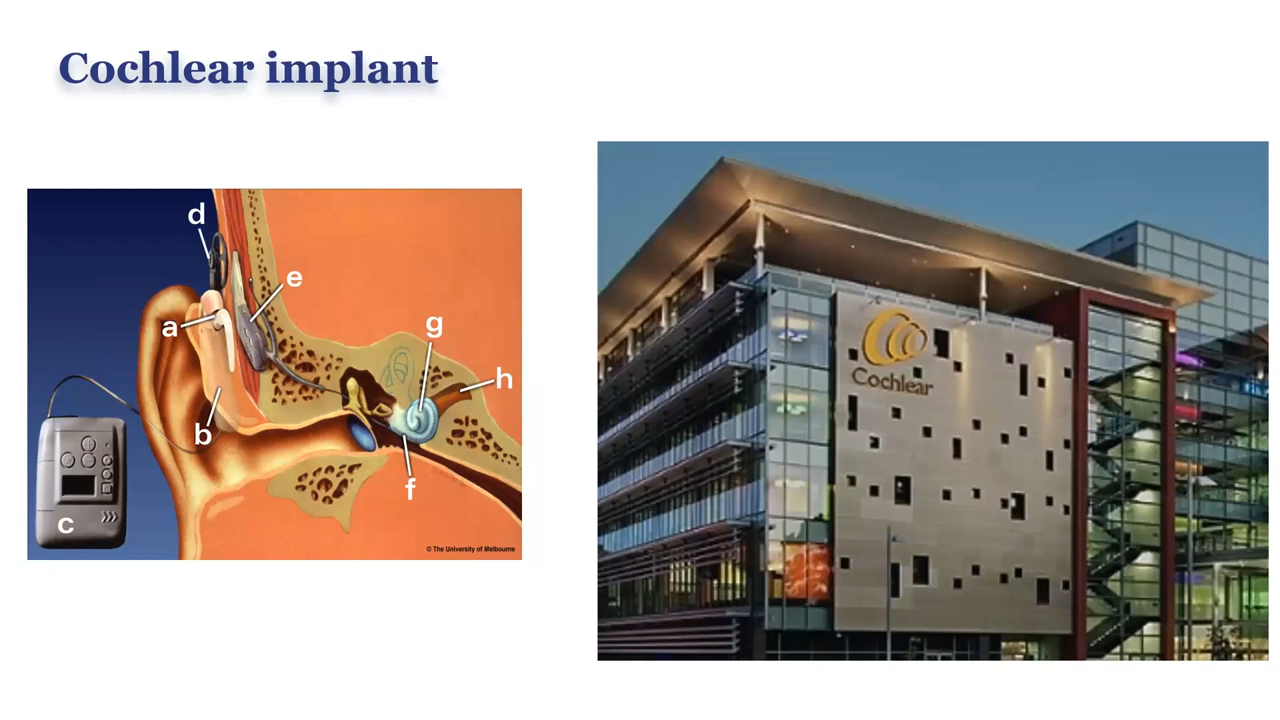 Cochlear implant
d
e
a
g
h
b
f
c
© The University of Melbourne
Cochlear